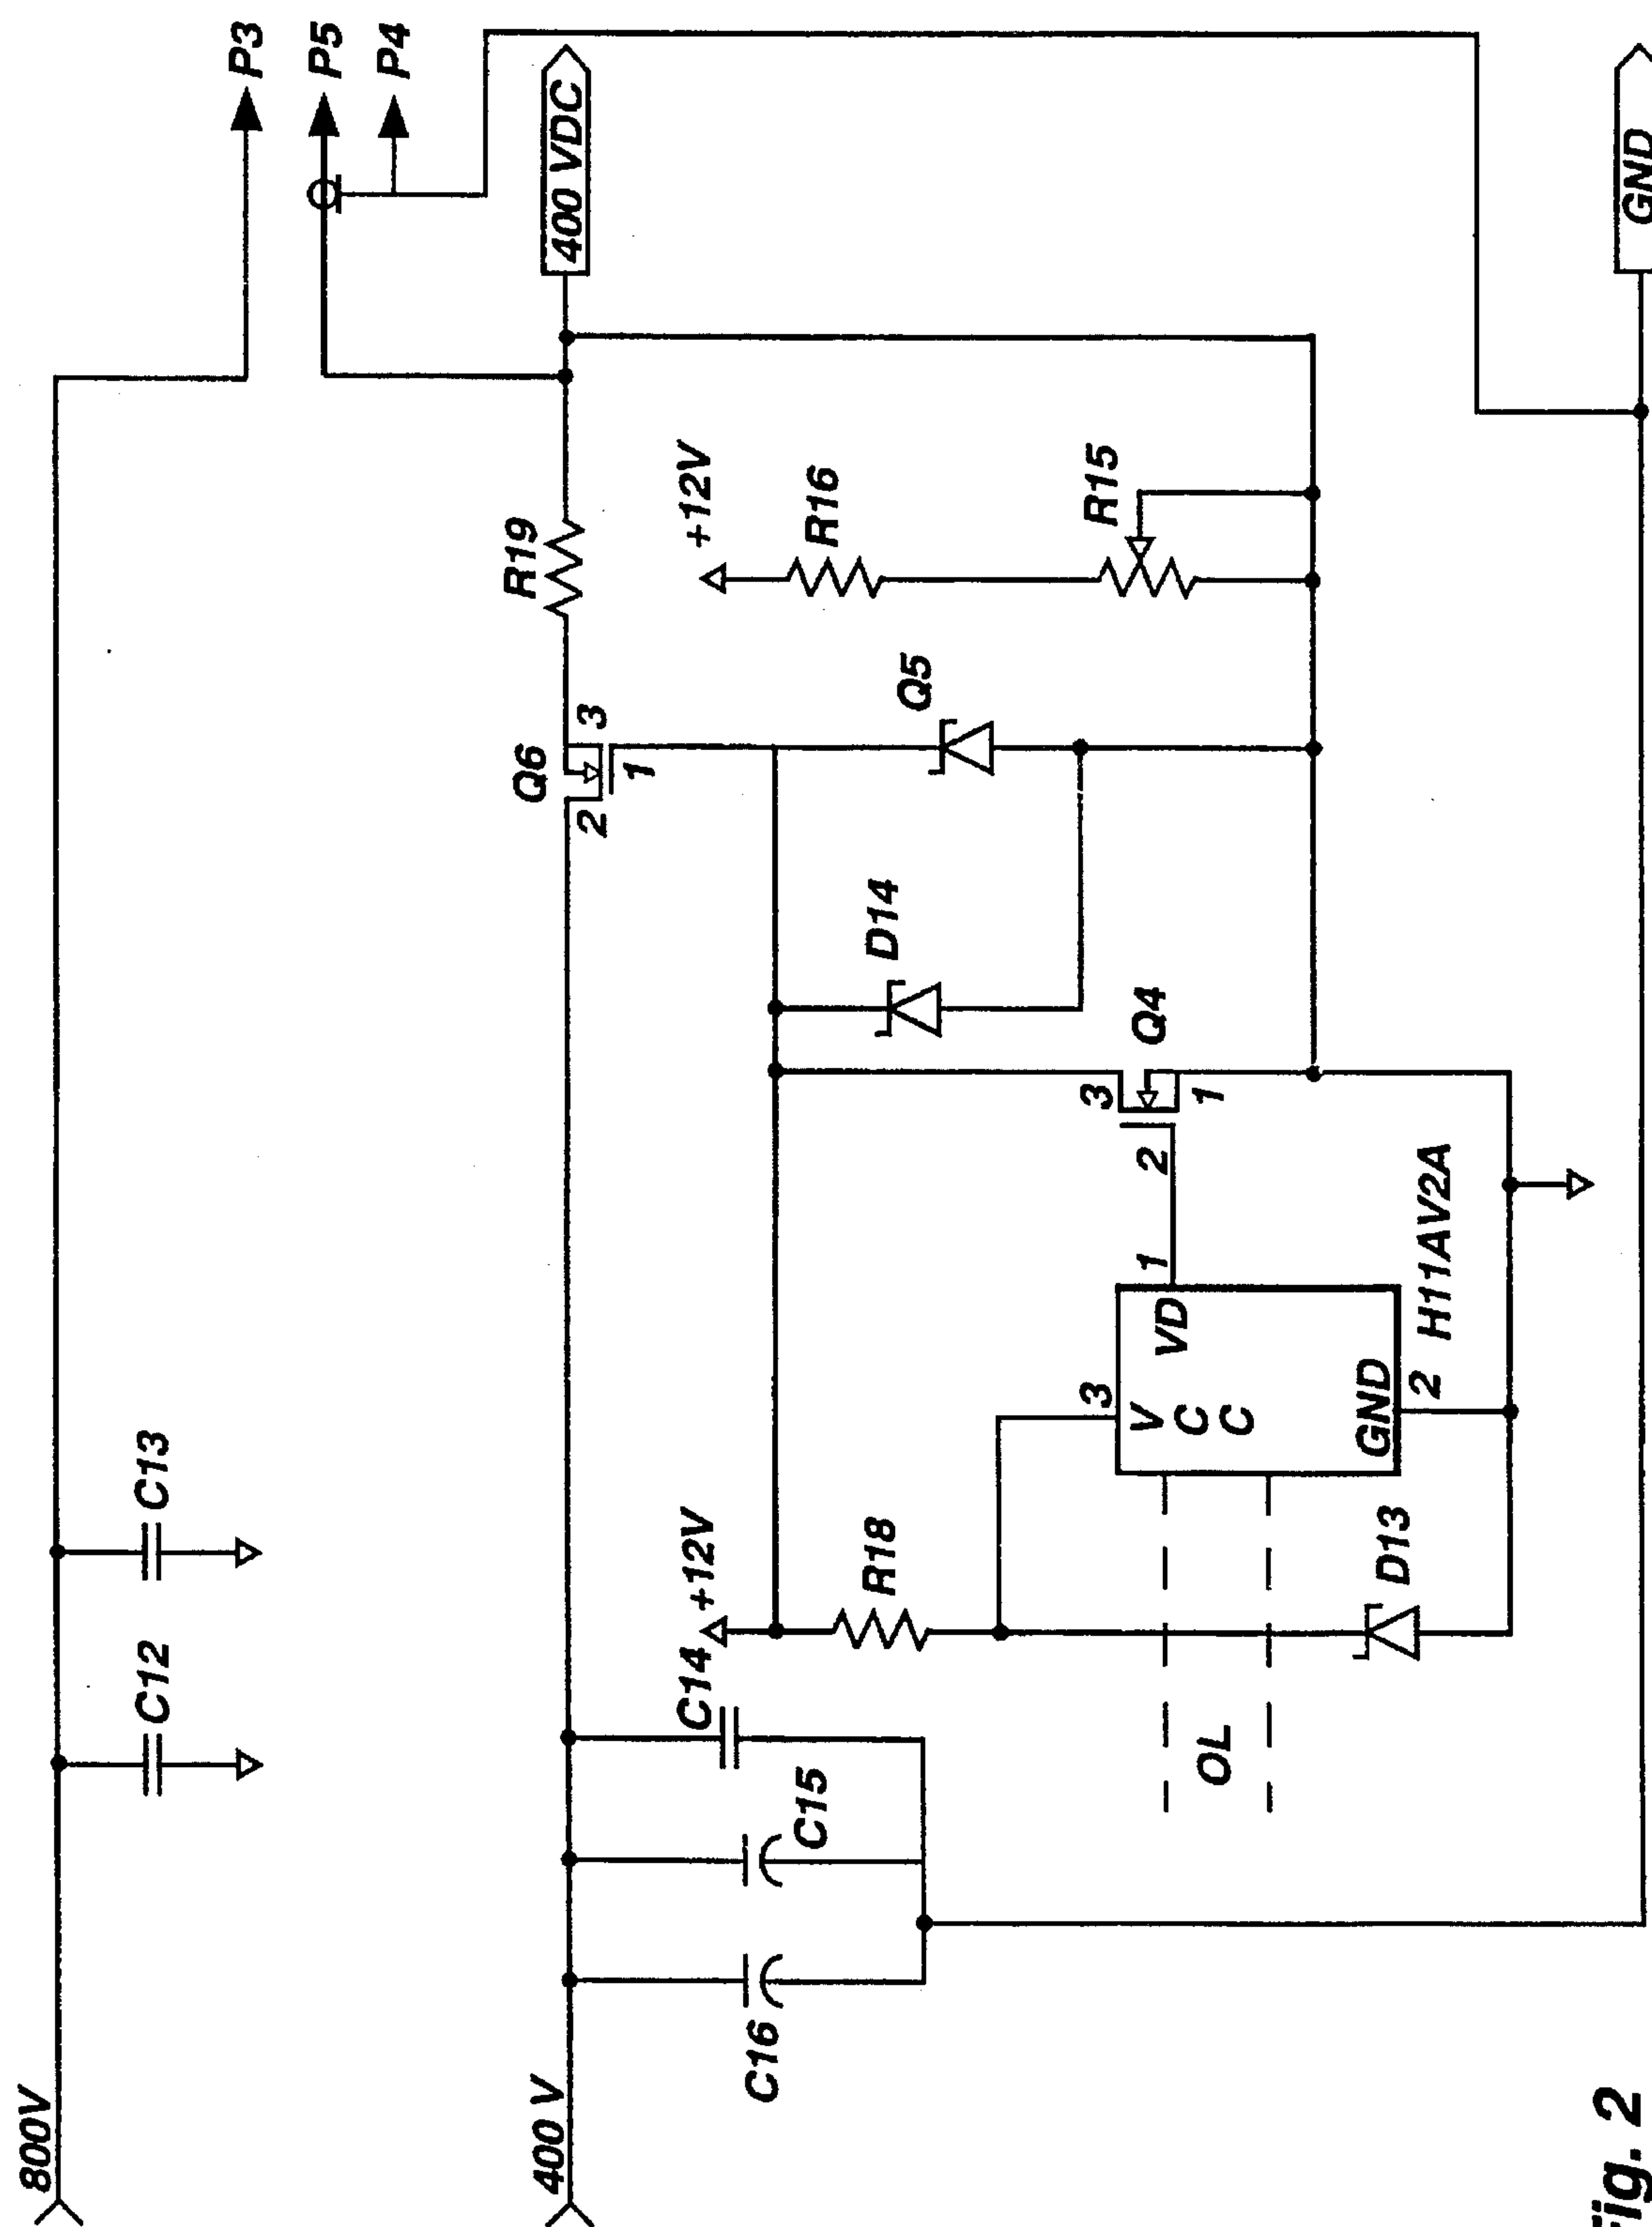 800V
C12
C13
P3
P5
P4
400 V
C16
C15
C14
+12V
R18
Q6
2
3
1
R19
400 VDC
+12V
R16
R15
D14
Q5
Q4
3
2
1
3
V
C
C
VD
1
GND
2
H11AV2A
OL
D13
GND
Fig. 2